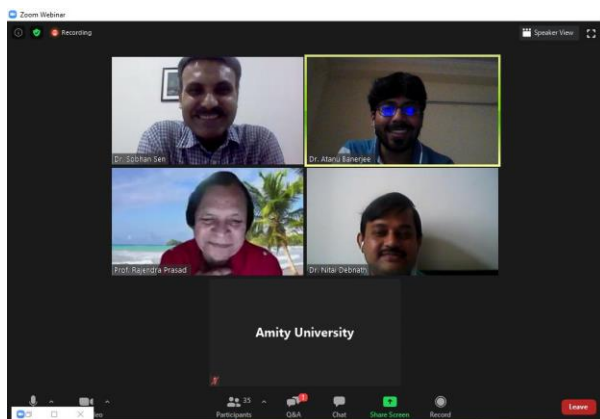 Zoom Webinar
Recording
Speaker View
Dr. Sobhan Sen
Dr. Atanu Banerjee
Prof. Rajendra Prasad
Dr. Nitai Debnath
Amity University
35
1
Participants
Q&A
Chat
Share Screen
Record
Leave